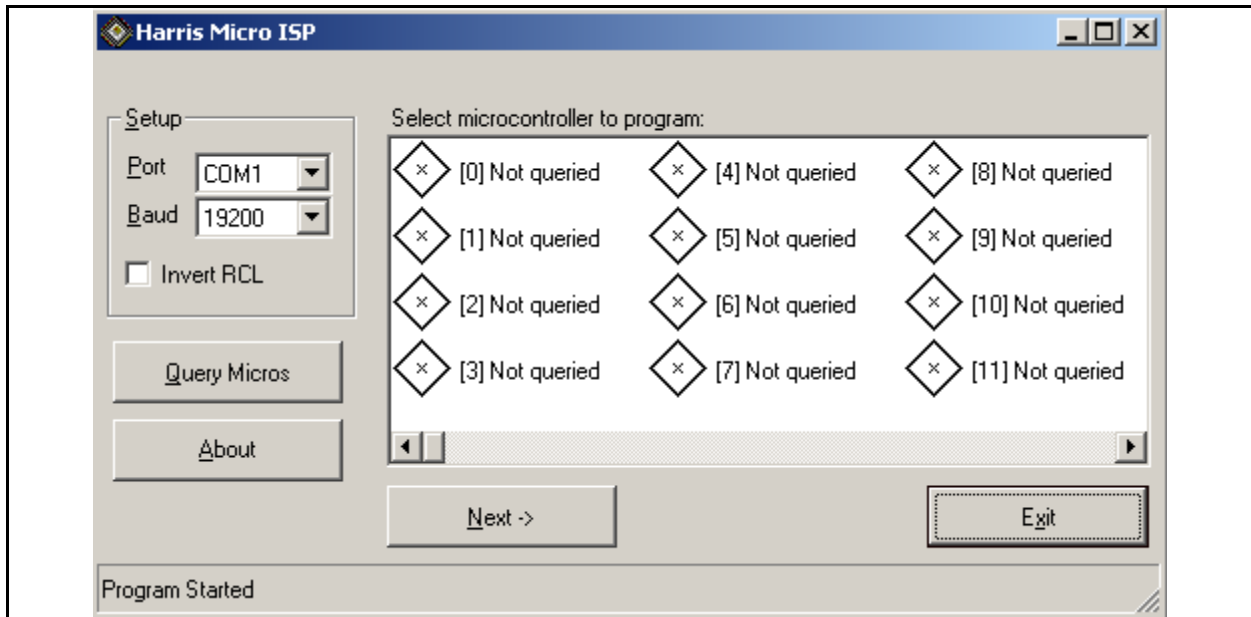 Harris Micro ISP
Setup
Port COM1
Baud 19200
Invert RCL
Query Micros
About
Select microcontroller to program:
[0] Not queried [4] Not queried [8] Not queried
[1] Not queried [5] Not queried [9] Not queried
[2] Not queried [6] Not queried [10] Not queried
[3] Not queried [7] Not queried [11] Not queried
Next ->
Exit
Program Started